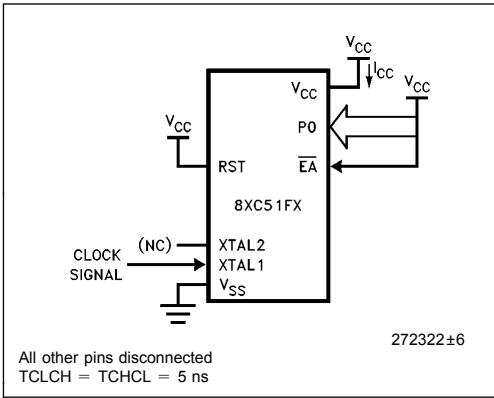 VCC
ICC
VCC
VCC
VCC
P0
RST
EA
8XC51FX
(NC)
XTAL2
CLOCK
SIGNAL
XTAL1
VSS
272322±6
All other pins disconnected
TCLCH = TCHCL = 5 ns